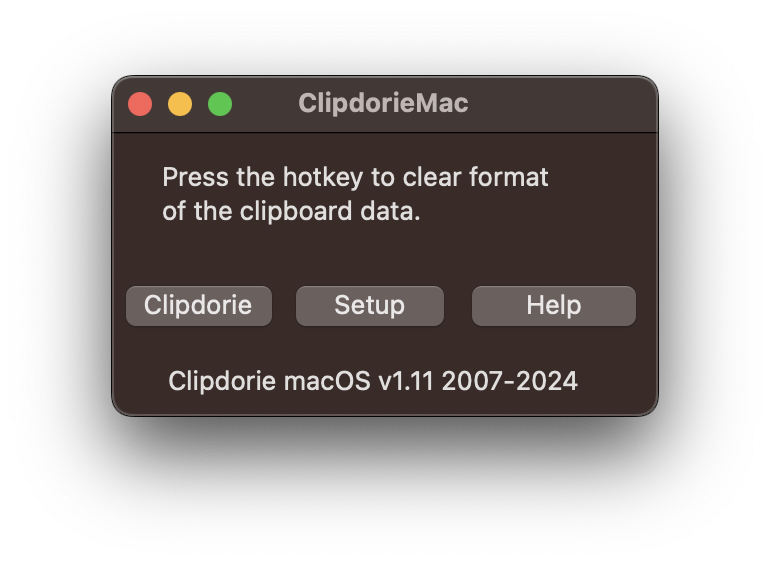 ClipdorieMac
Press the hotkey to clear format
of the clipboard data.
Clipdorie
Setup
Help
Clipdorie macOS v1.11 2007-2024